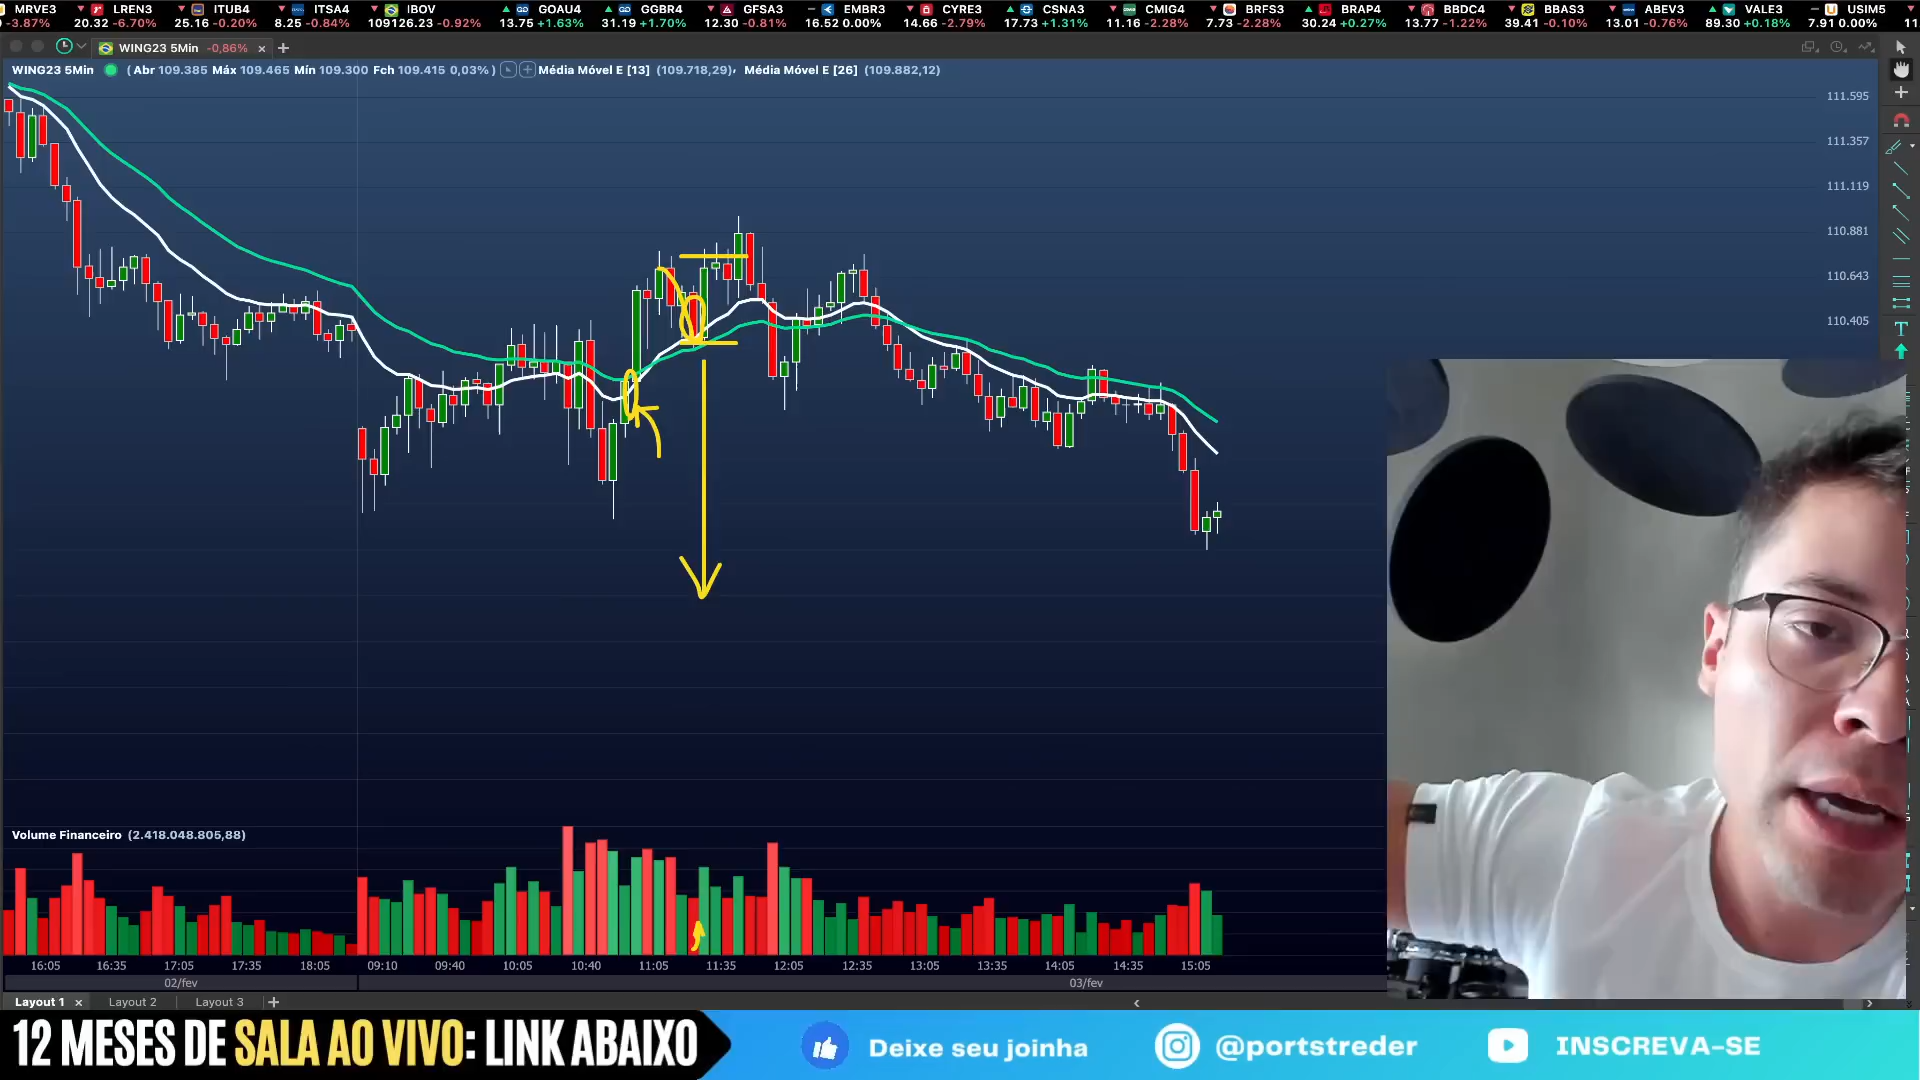 MRVE3 LREN3 ITUB4 ITSA4 IBOV GOAU4 GGBR4 GFSA3 EMBR3 CYRE3 CSNA3 CMIG4 BRFS3 BRAP4 BBDC4 BBAS3 ABEV3 VALE3 USIM5
-3.87% 20.32 -6.70% 25.16 -0.20% 8.25 -0.84% 109126.23 -0.92% 13.75 +1.63% 31.19 +1.70% 12.30 -0.81% 16.52 0.00% 14.66 -2.79% 17.73 +1.31% 11.16 -2.28% 7.73 -2.28% 30.24 +0.27% 13.77 -1.22% 39.41 -0.10% 13.01 -0.76% 89.30 +0.18% 7.91 0.00% 11
WING23 5Min -0,86%
WING23 5Min ( Abr 109.385 Máx 109.465 Mín 109.300 Fch 109.415 0,03% ) Média Móvel E [13] (109.718,29) Média Móvel E [26] (109.882,12)
111.595
111.357
111.119
110.881
110.643
110.405
Volume Financeiro (2.418.048.805,88)
16:05 16:35 17:05 17:35 18:05 09:10 09:40 10:05 10:40 11:05 11:35 12:05 12:35 13:05 13:35 14:05 14:35 15:05
02/fev 03/fev
Layout 1 Layout 2 Layout 3
12 MESES DE SALA AO VIVO: LINK ABAIXO
Deixe seu joinha
@portstreder
INSCREVA-SE